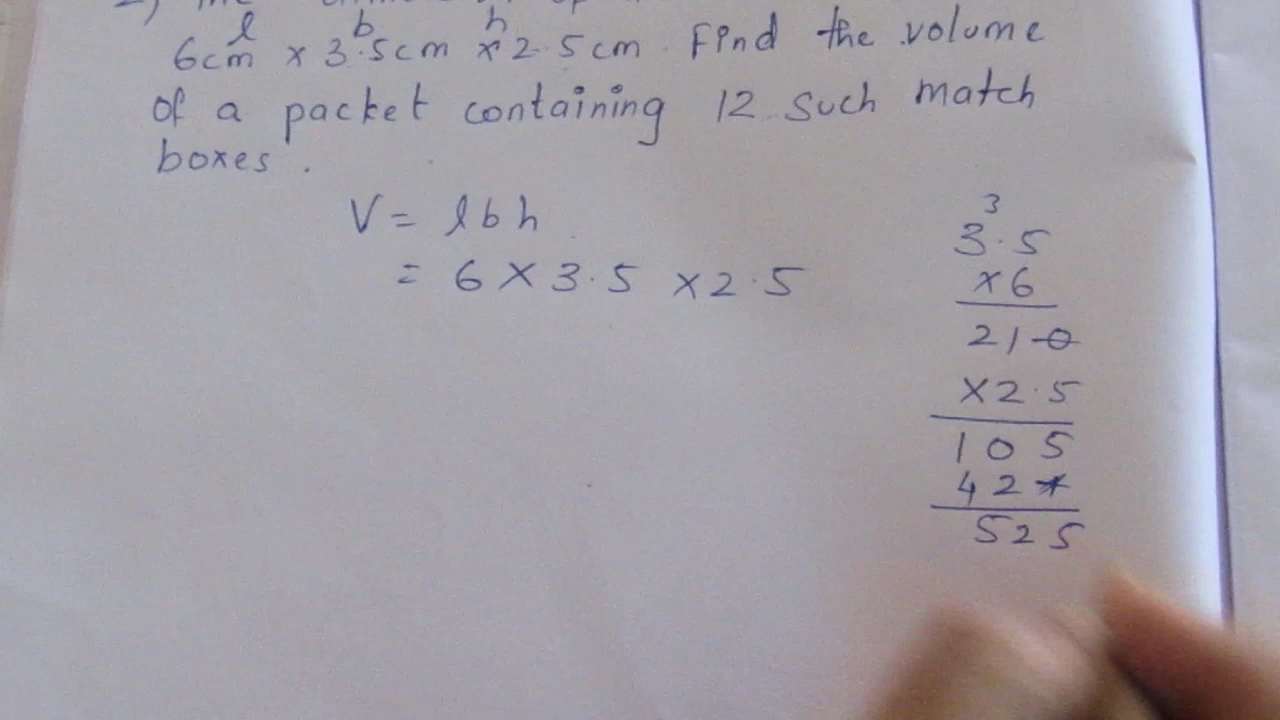 l b h
6cm x 3.5cm x 2.5cm. Find the volume
of a packet containing 12 such match
boxes.
V = lbh
= 6 X 3.5 x 2.5
3
3.5
x6
210
X2.5
105
42*
525